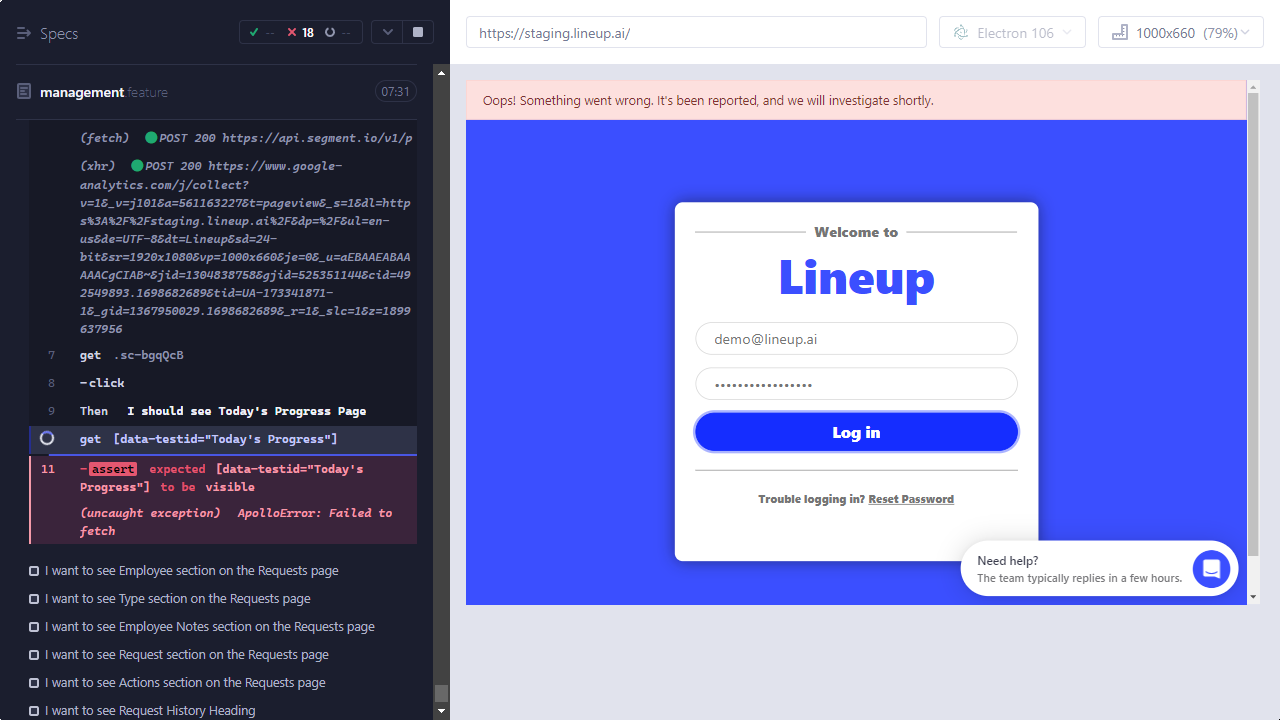 Specs
-- 18 --
management.feature
07:31
(fetch) POST 200 https://api.segment.io/v1/p
(xhr) POST 200 https://www.google-
analytics.com/j/collect?
v=1&_v=j101&a=561163227&t=pageview&_s=1&dl=http
s%3A%2F%2Fstaging.lineup.ai%2F&dp=%2F&ul=en-
us&de=UTF-8&dt=Lineup&sd=24-
bit&sr=1920x1080&vp=1000x660&je=0&_u=aEBAAEABAA
AAACgCIAB~&jid=1304838758&gjid=525351144&cid=49
2549893.1698682689&tid=UA-173341871-
1&_gid=1367950029.1698682689&_r=1&_slc=1&z=1899
637956
7 get .sc-bgqQcB
8 -click
9 Then I should see Today's Progress Page
get [data-testid="Today's Progress"]
11 -assert expected [data-testid="Today's
Progress"] to be visible
(uncaught exception) ApolloError: Failed to
fetch
I want to see Employee section on the Requests page
I want to see Type section on the Requests page
I want to see Employee Notes section on the Requests page
I want to see Request section on the Requests page
I want to see Actions section on the Requests page
I want to see Request History Heading
https://staging.lineup.ai/
Electron 106
1000x660 (79%)
Oops! Something went wrong. It's been reported, and we will investigate shortly.
Welcome to
Lineup
demo@lineup.ai
•••••••••••••••••
Log in
Trouble logging in? Reset Password
Need help?
The team typically replies in a few hours.